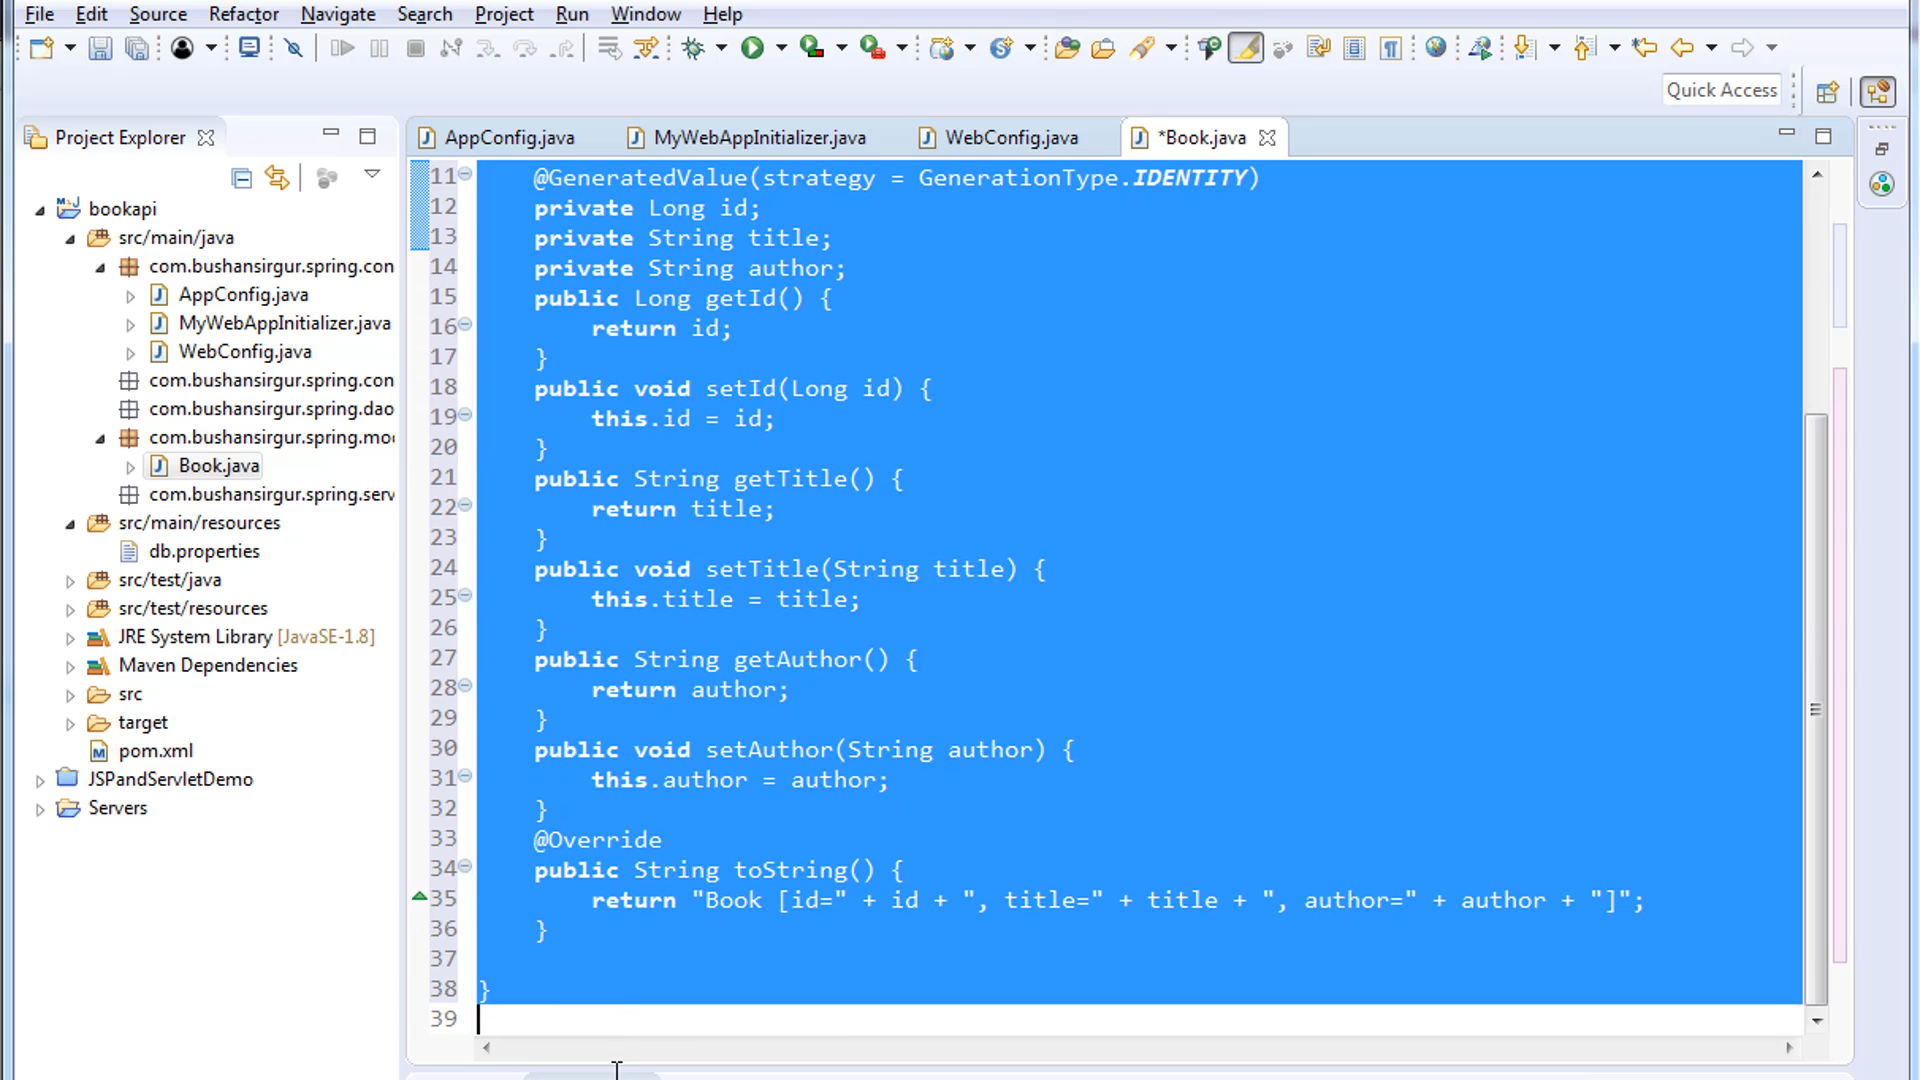 File Edit Source Refactor Navigate Search Project Run Window Help
Quick Access
Project Explorer
AppConfig.java
MyWebAppInitializer.java
WebConfig.java
*Book.java
bookapi
src/main/java
com.bushansirgur.spring.con
AppConfig.java
MyWebAppInitializer.java
WebConfig.java
com.bushansirgur.spring.con
com.bushansirgur.spring.dao
com.bushansirgur.spring.mo
Book.java
com.bushansirgur.spring.serv
src/main/resources
db.properties
src/test/java
src/test/resources
JRE System Library [JavaSE-1.8]
Maven Dependencies
src
target
pom.xml
JSPandServletDemo
Servers
11 @GeneratedValue(strategy = GenerationType.IDENTITY)
12 private Long id;
13 private String title;
14 private String author;
15 public Long getId() {
16 return id;
17 }
18 public void setId(Long id) {
19 this.id = id;
20 }
21 public String getTitle() {
22 return title;
23 }
24 public void setTitle(String title) {
25 this.title = title;
26 }
27 public String getAuthor() {
28 return author;
29 }
30 public void setAuthor(String author) {
31 this.author = author;
32 }
33 @Override
34 public String toString() {
35 return "Book [id=" + id + ", title=" + title + ", author=" + author + "]";
36 }
37
38 }
39